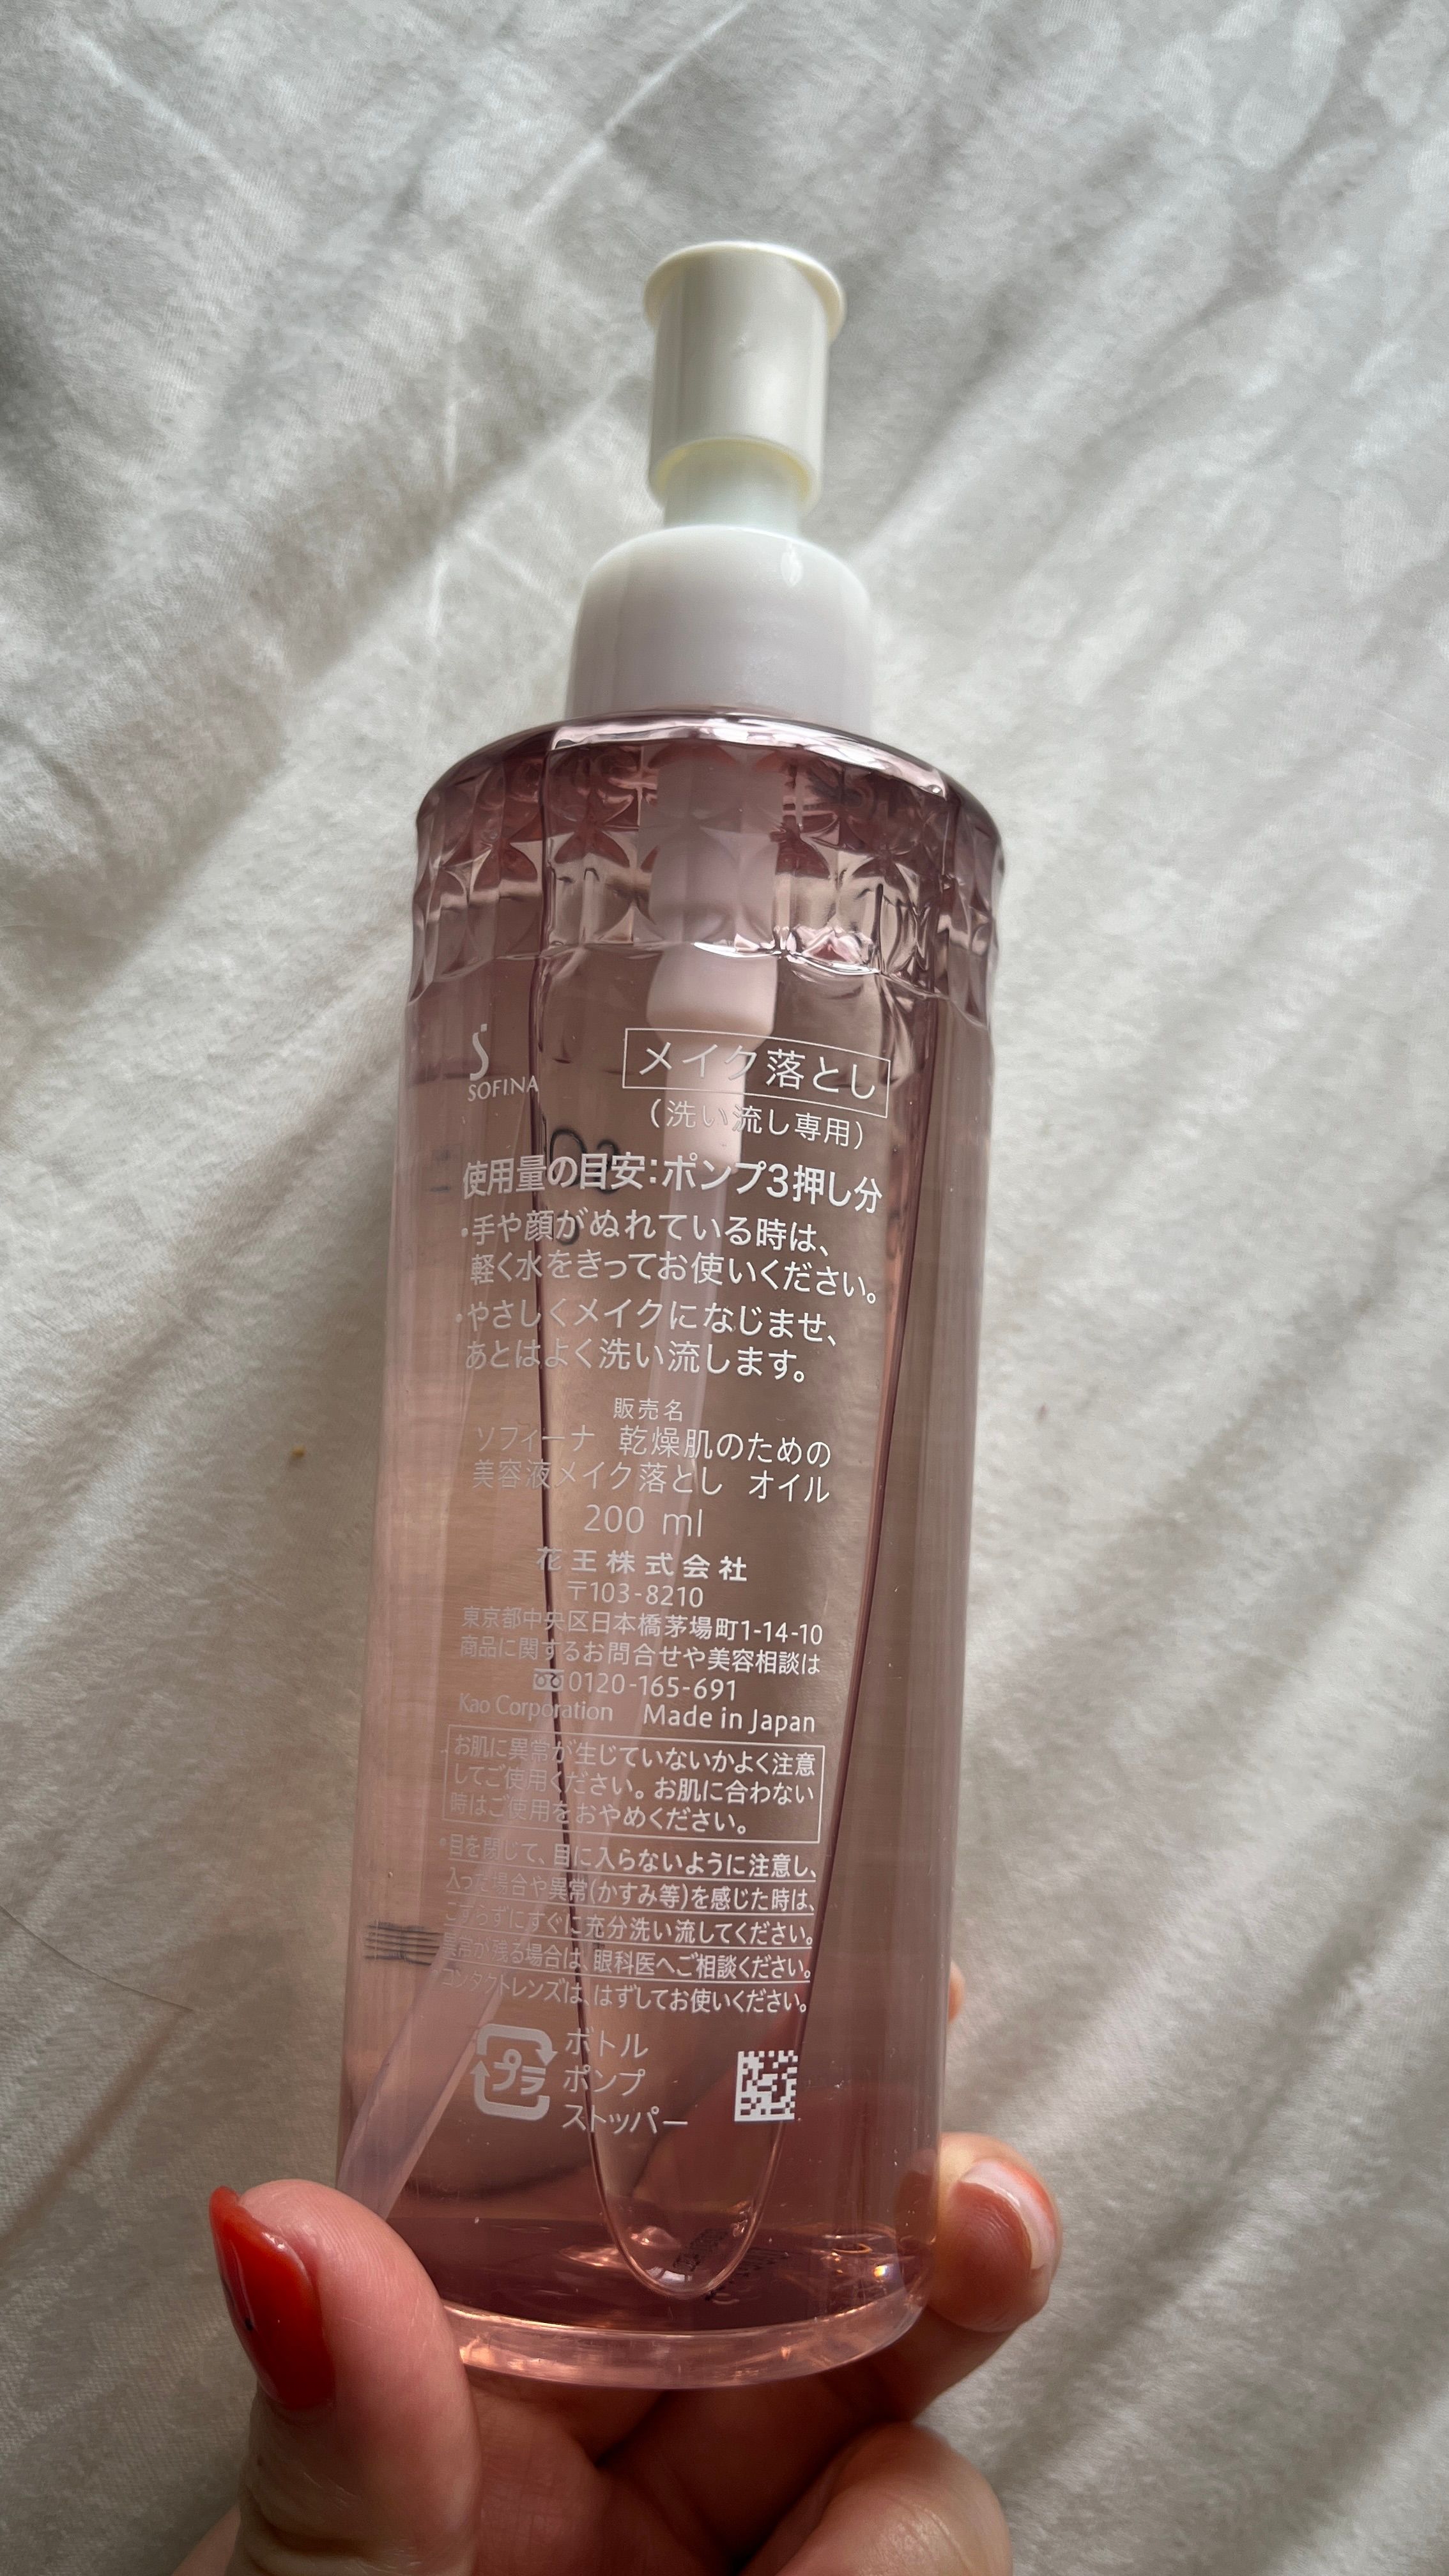 SOFINA
メイク落とし
(洗い流し専用)
使用量の目安:ポンプ3押し分
・手や顔がぬれている時は、
軽く水をきってお使いください。
・やさしくメイクになじませ、
あとはよく洗い流します。
販売名
ソフィーナ 乾燥肌のための
美容液メイク落とし オイル
200 ml
花王株式会社
〒103-8210
東京都中央区日本橋茅場町1-14-10
商品に関するお問合せや美容相談は
0120-165-691
Kao Corporation Made in Japan
お肌に異常が生じていないかよく注意
してご使用ください。お肌に合わない
時はご使用をおやめください。
・目を閉じて、目に入らないように注意し、
入った場合や異常(かすみ等)を感じた時は、
こすらずにすぐに充分洗い流してください。
異常が残る場合は、眼科医へご相談ください。
コンタクトレンズは、はずしてお使いください。
プラ
ボトル
ポンプ
ストッパー